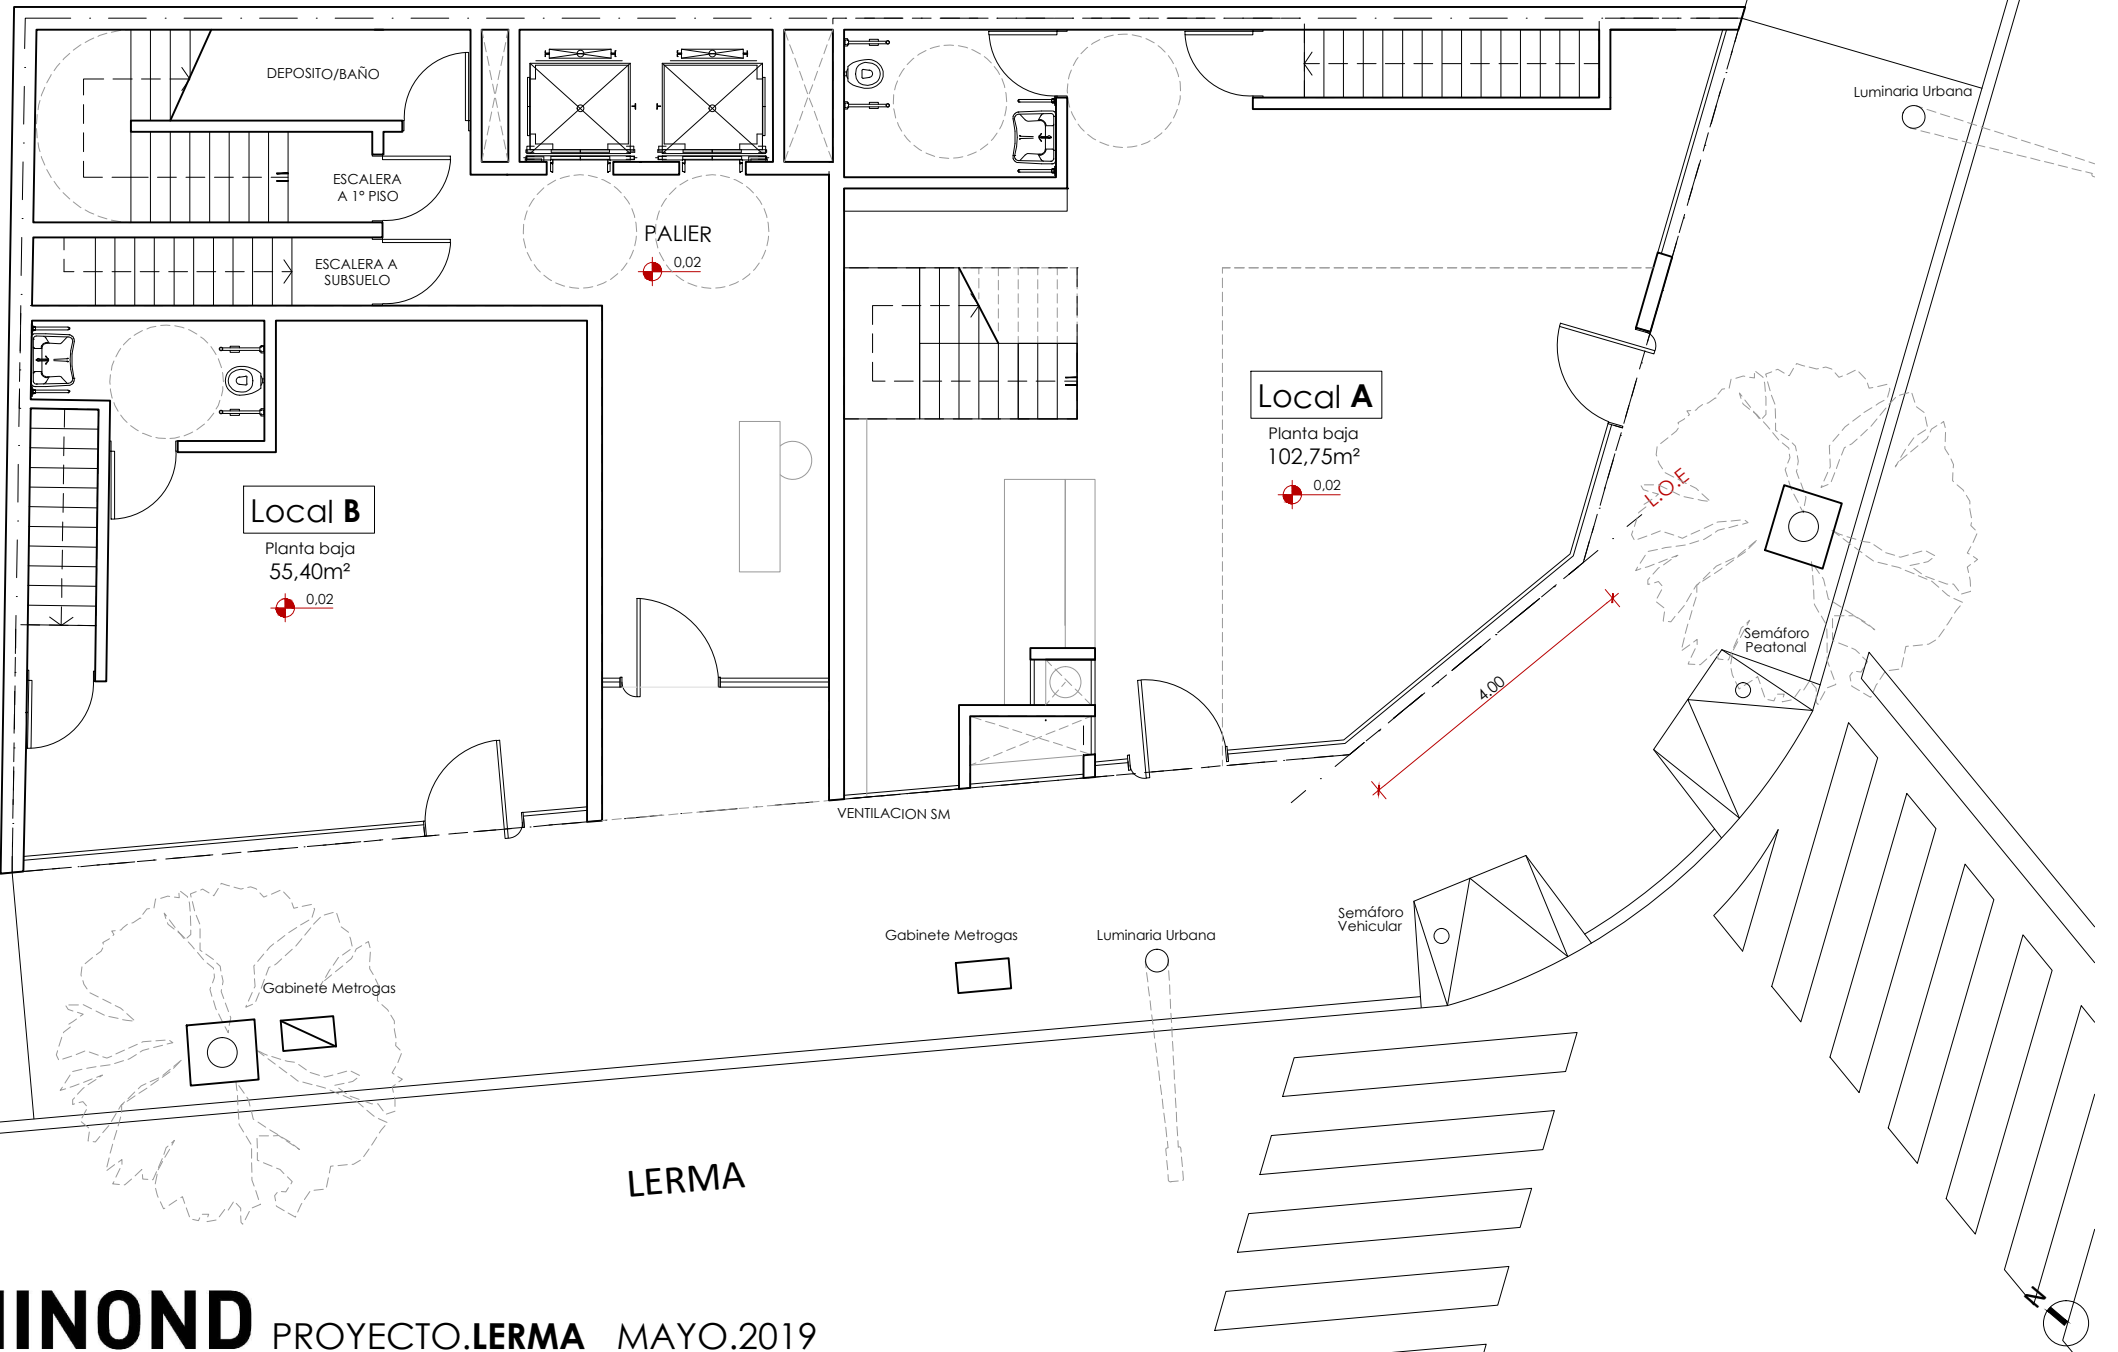 DEPOSITO/BAÑO
ESCALERA
A 1° PISO
ESCALERA A
SUBSUELO
PALIER
0,02
Luminaria Urbana
Local A
Planta baja
102,75m²
0,02
L.O.E
Local B
Planta baja
55,40m²
0,02
Semáforo
Peatonal
4.00
VENTILACION SM
Semáforo
Vehicular
Gabinete Metrogas
Luminaria Urbana
Gabinete Metrogas
LERMA
N
INOND PROYECTO.LERMA MAYO.2019